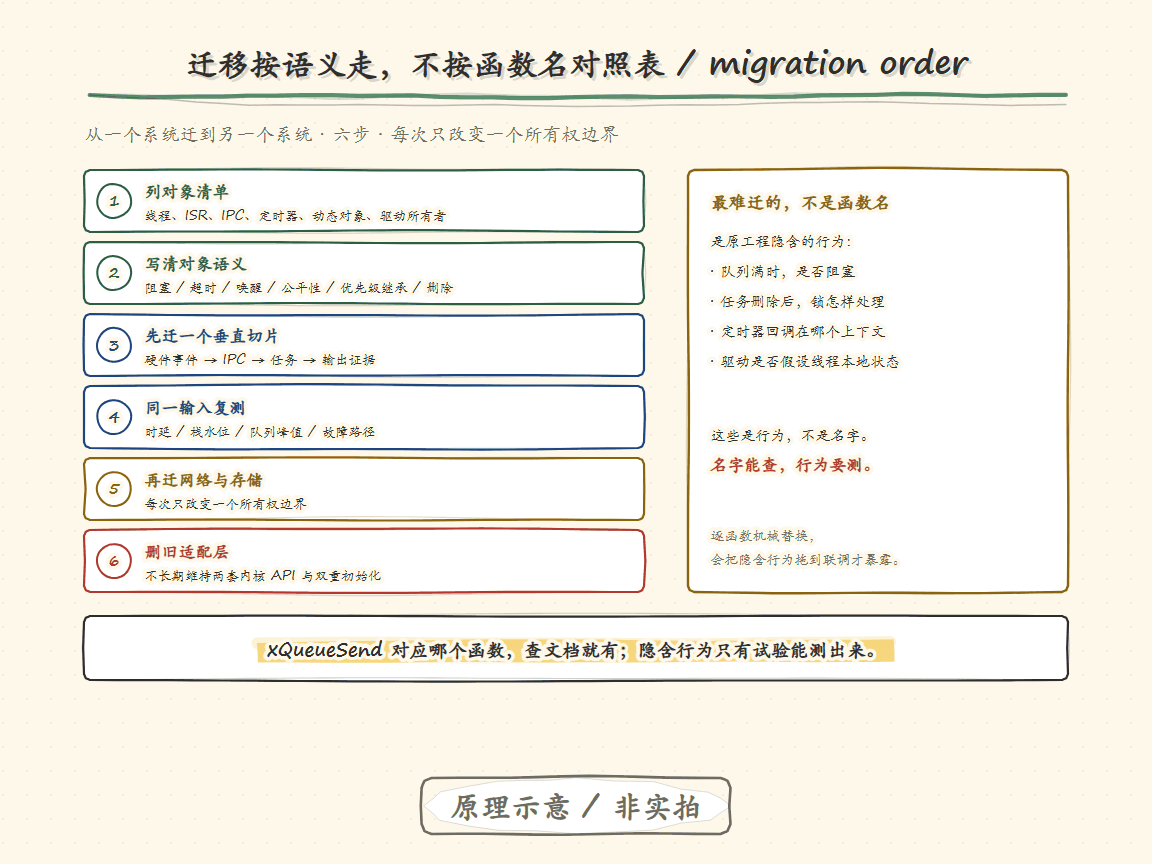 迁移按语义走，不按函数名对照表 / migration order
从一个系统迁到另一个系统 · 六步 · 每次只改变一个所有权边界
1
列对象清单
线程、ISR、IPC、定时器、动态对象、驱动所有者
2
写清对象语义
阻塞 / 超时 / 唤醒 / 公平性 / 优先级继承 / 删除
3
先迁一个垂直切片
硬件事件 → IPC → 任务 → 输出证据
4
同一输入复测
时延 / 栈水位 / 队列峰值 / 故障路径
5
再迁网络与存储
每次只改变一个所有权边界
6
删旧适配层
不长期维持两套内核 API 与双重初始化
最难迁的，不是函数名
是原工程隐含的行为：
· 队列满时，是否阻塞
· 任务删除后，锁怎样处理
· 定时器回调在哪个上下文
· 驱动是否假设线程本地状态
这些是行为，不是名字。
名字能查，行为要测。
逐函数机械替换，
会把隐含行为拖到联调才暴露。
xQueueSend 对应哪个函数，查文档就有；隐含行为只有试验能测出来。
原理示意 / 非实拍